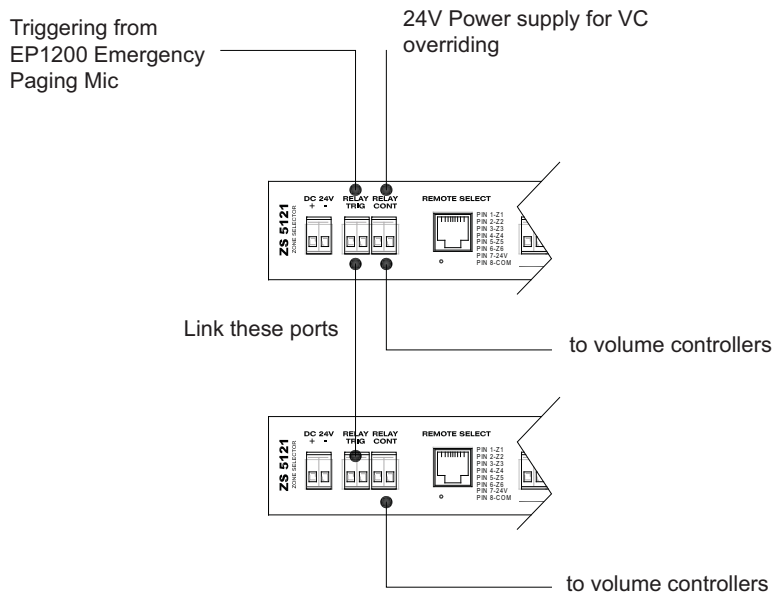 Triggering from
EP1200 Emergency
Paging Mic
24V Power supply for VC
overriding
ZS 5121
ZONE SELECTOR
DC 24V
+ -
RELAY
TRIG
RELAY
CONT
REMOTE SELECT
PIN 1-Z1
PIN 2-Z2
PIN 3-Z3
PIN 4-Z4
PIN 5-Z5
PIN 6-Z6
PIN 7-24V
PIN 8-COM
Link these ports
to volume controllers
ZS 5121
ZONE SELECTOR
DC 24V
+ -
RELAY
TRIG
RELAY
CONT
REMOTE SELECT
PIN 1-Z1
PIN 2-Z2
PIN 3-Z3
PIN 4-Z4
PIN 5-Z5
PIN 6-Z6
PIN 7-24V
PIN 8-COM
to volume controllers